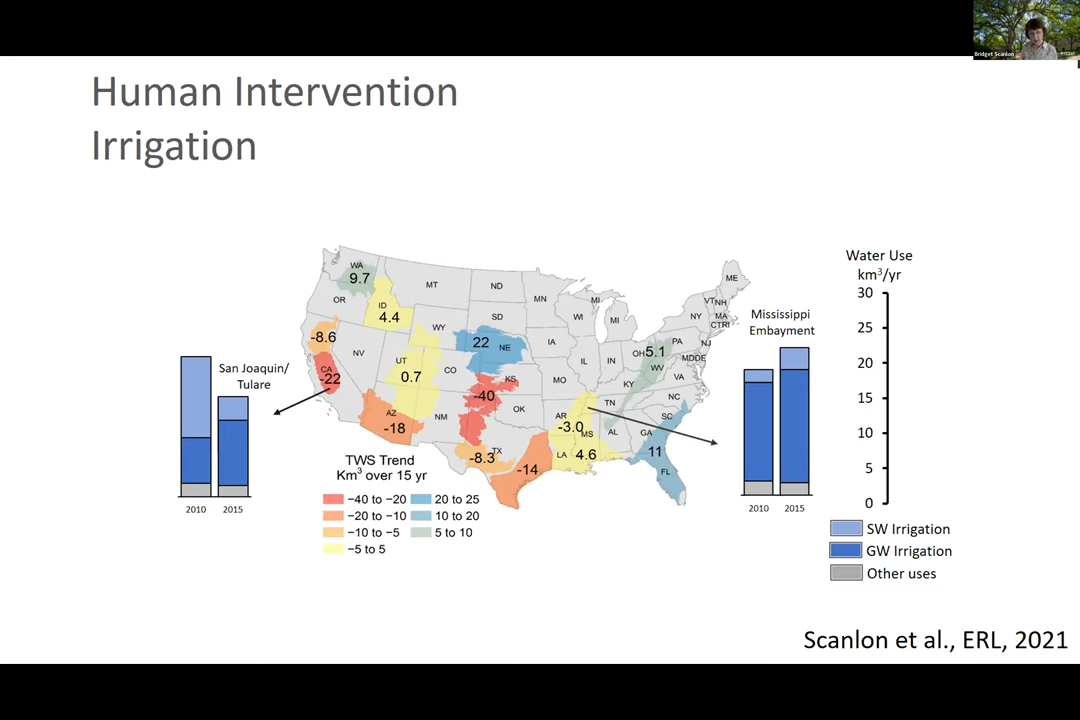 Bridget Scanlon
Human Intervention
Irrigation
WA
9.7
OR
ID
4.4
MT
ND
MN
SD
WY
WI
MI
MI
ME
VT
NH
NY
MA
CT
RI
-8.6
NV
UT
0.7
CO
22
NE
IA
IL
IN
OH
5.1
PA
NJ
MD
DE
WV
VA
KY
CA
-22
AZ
-18
NM
KS
-40
OK
MO
AR
-3.0
TN
NC
SC
MS
AL
GA
LA
4.6
11
FL
TX
-8.3
-14
San Joaquin/
Tulare
2010
2015
TWS Trend
Km³ over 15 yr
−40 to −20
−20 to −10
−10 to −5
−5 to 5
20 to 25
10 to 20
5 to 10
Mississippi
Embayment
2010
2015
Water Use
km³/yr
30
25
20
15
10
5
0
SW Irrigation
GW Irrigation
Other uses
Scanlon et al., ERL, 2021